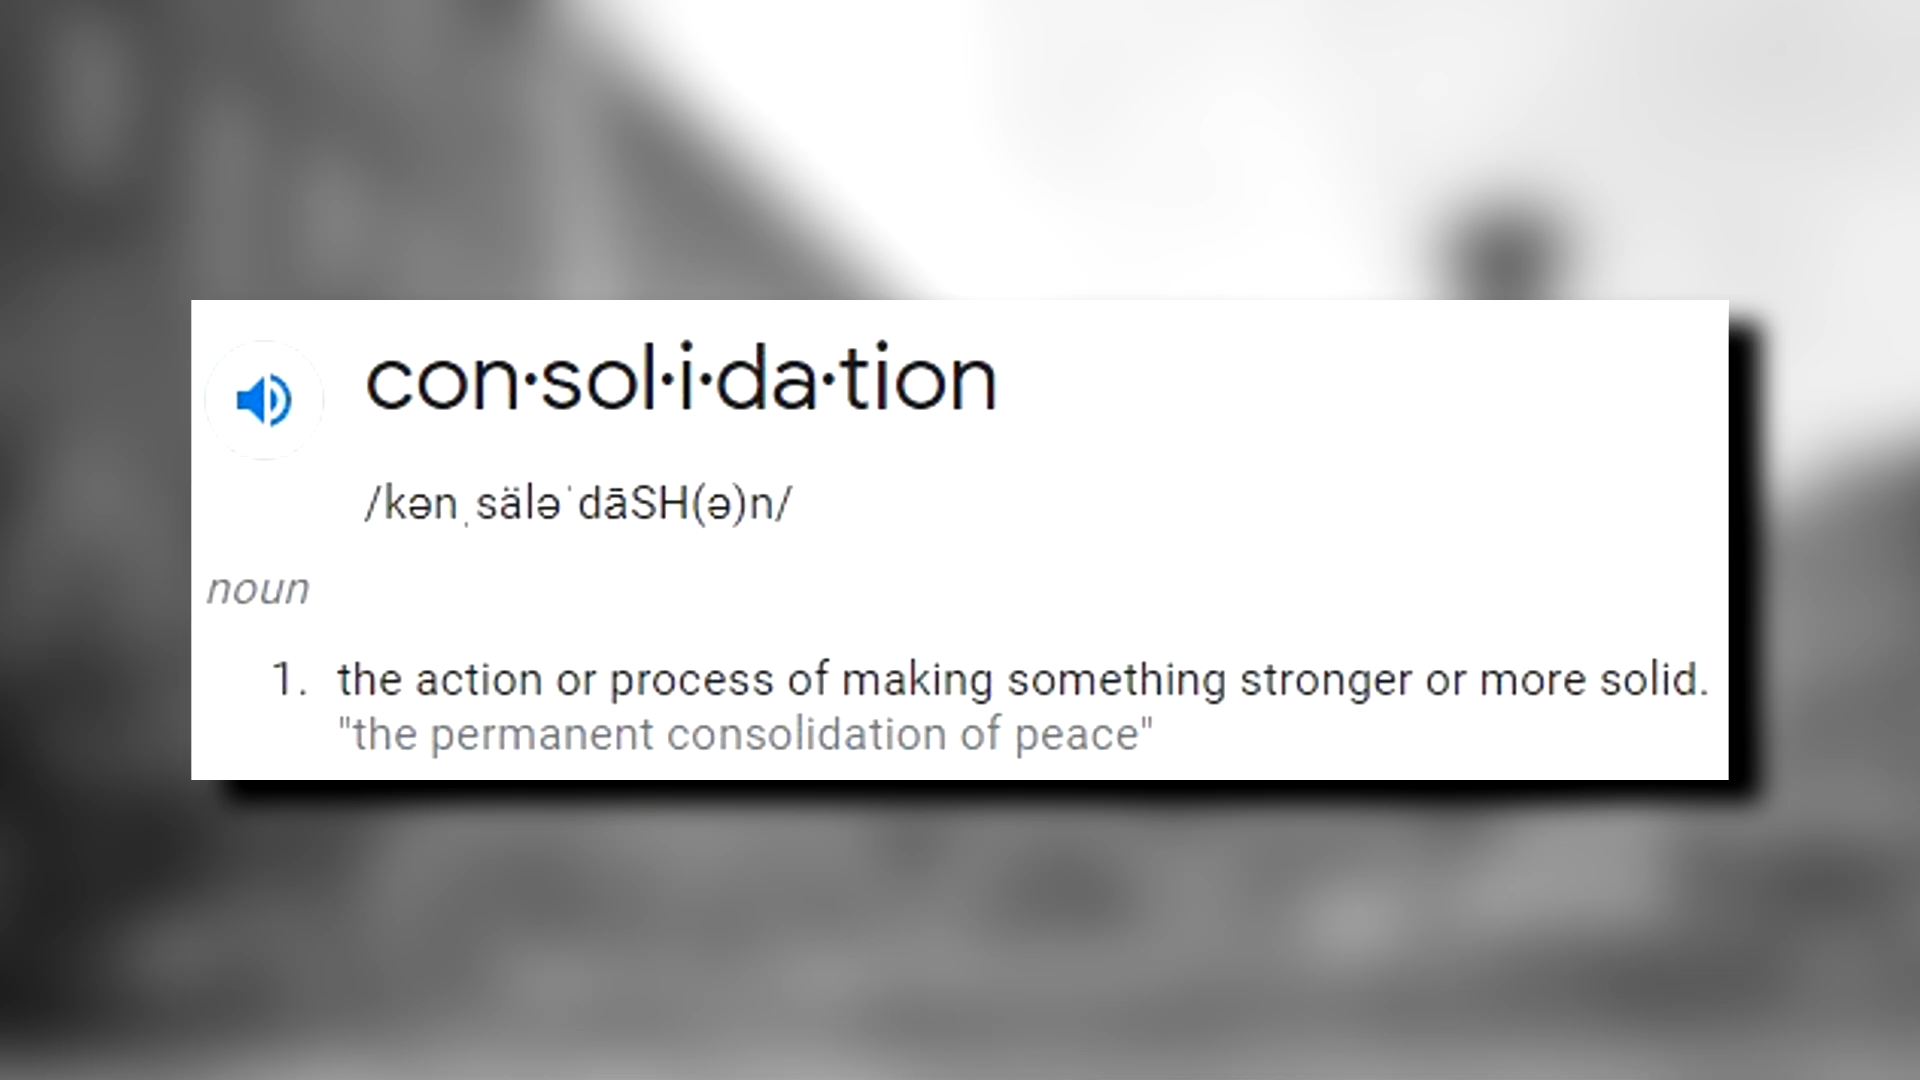 con·sol·i·da·tion
/kənˌsäləˈdāSH(ə)n/
noun
1. the action or process of making something stronger or more solid.
"the permanent consolidation of peace"